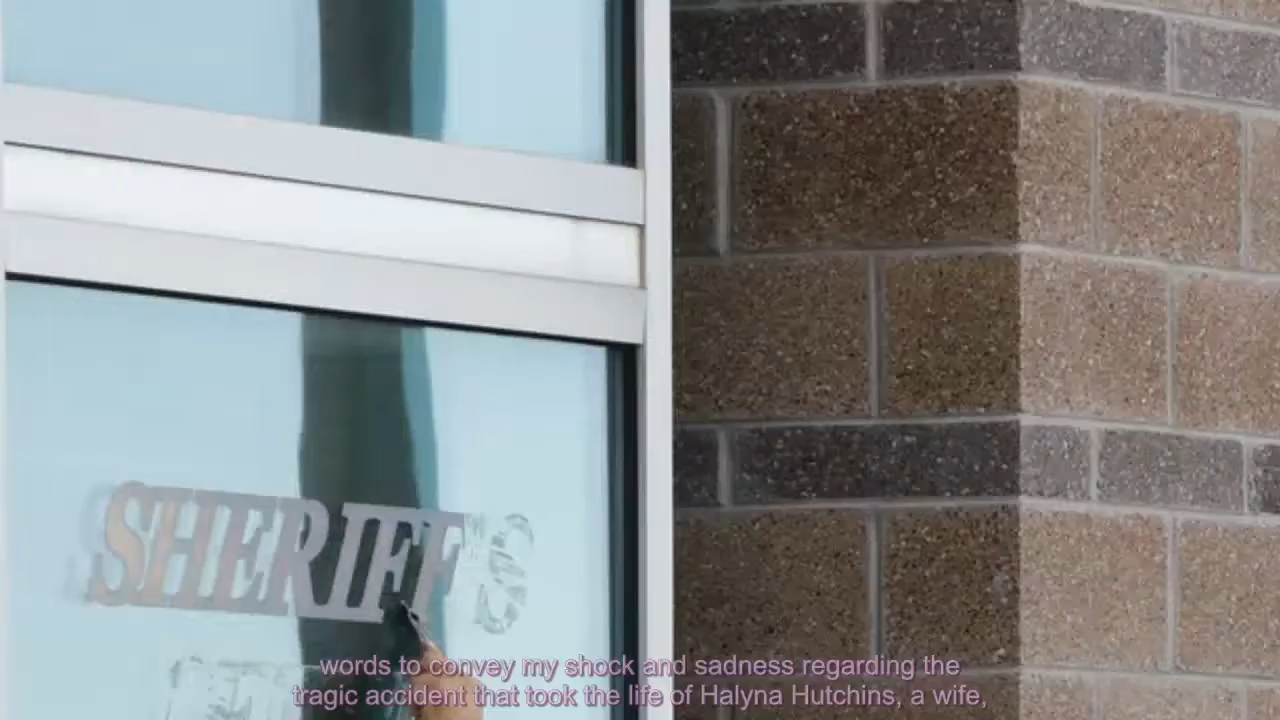 SHERIFF
words to convey my shock and sadness regarding the
tragic accident that took the life of Halyna Hutchins, a wife,